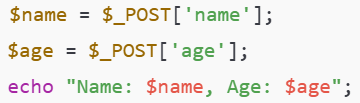 $name = $_POST['name'];
$age = $_POST['age'];
echo "Name: $name, Age: $age";